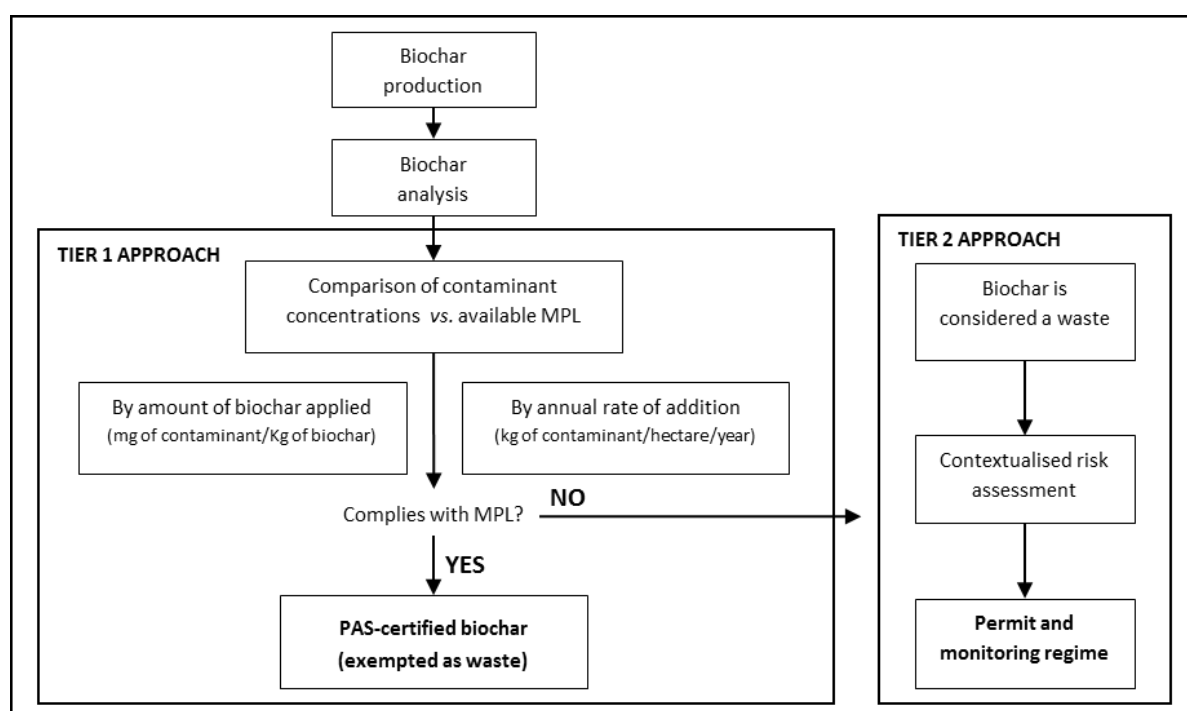 Biochar
production
Biochar
analysis
TIER 1 APPROACH
Comparison of contaminant
concentrations vs. available MPL
By amount of biochar applied
(mg of contaminant/Kg of biochar)
By annual rate of addition
(kg of contaminant/hectare/year)
Complies with MPL?
NO
YES
PAS-certified biochar
(exempted as waste)
TIER 2 APPROACH
Biochar is
considered a waste
Contextualised risk
assessment
Permit and
monitoring regime